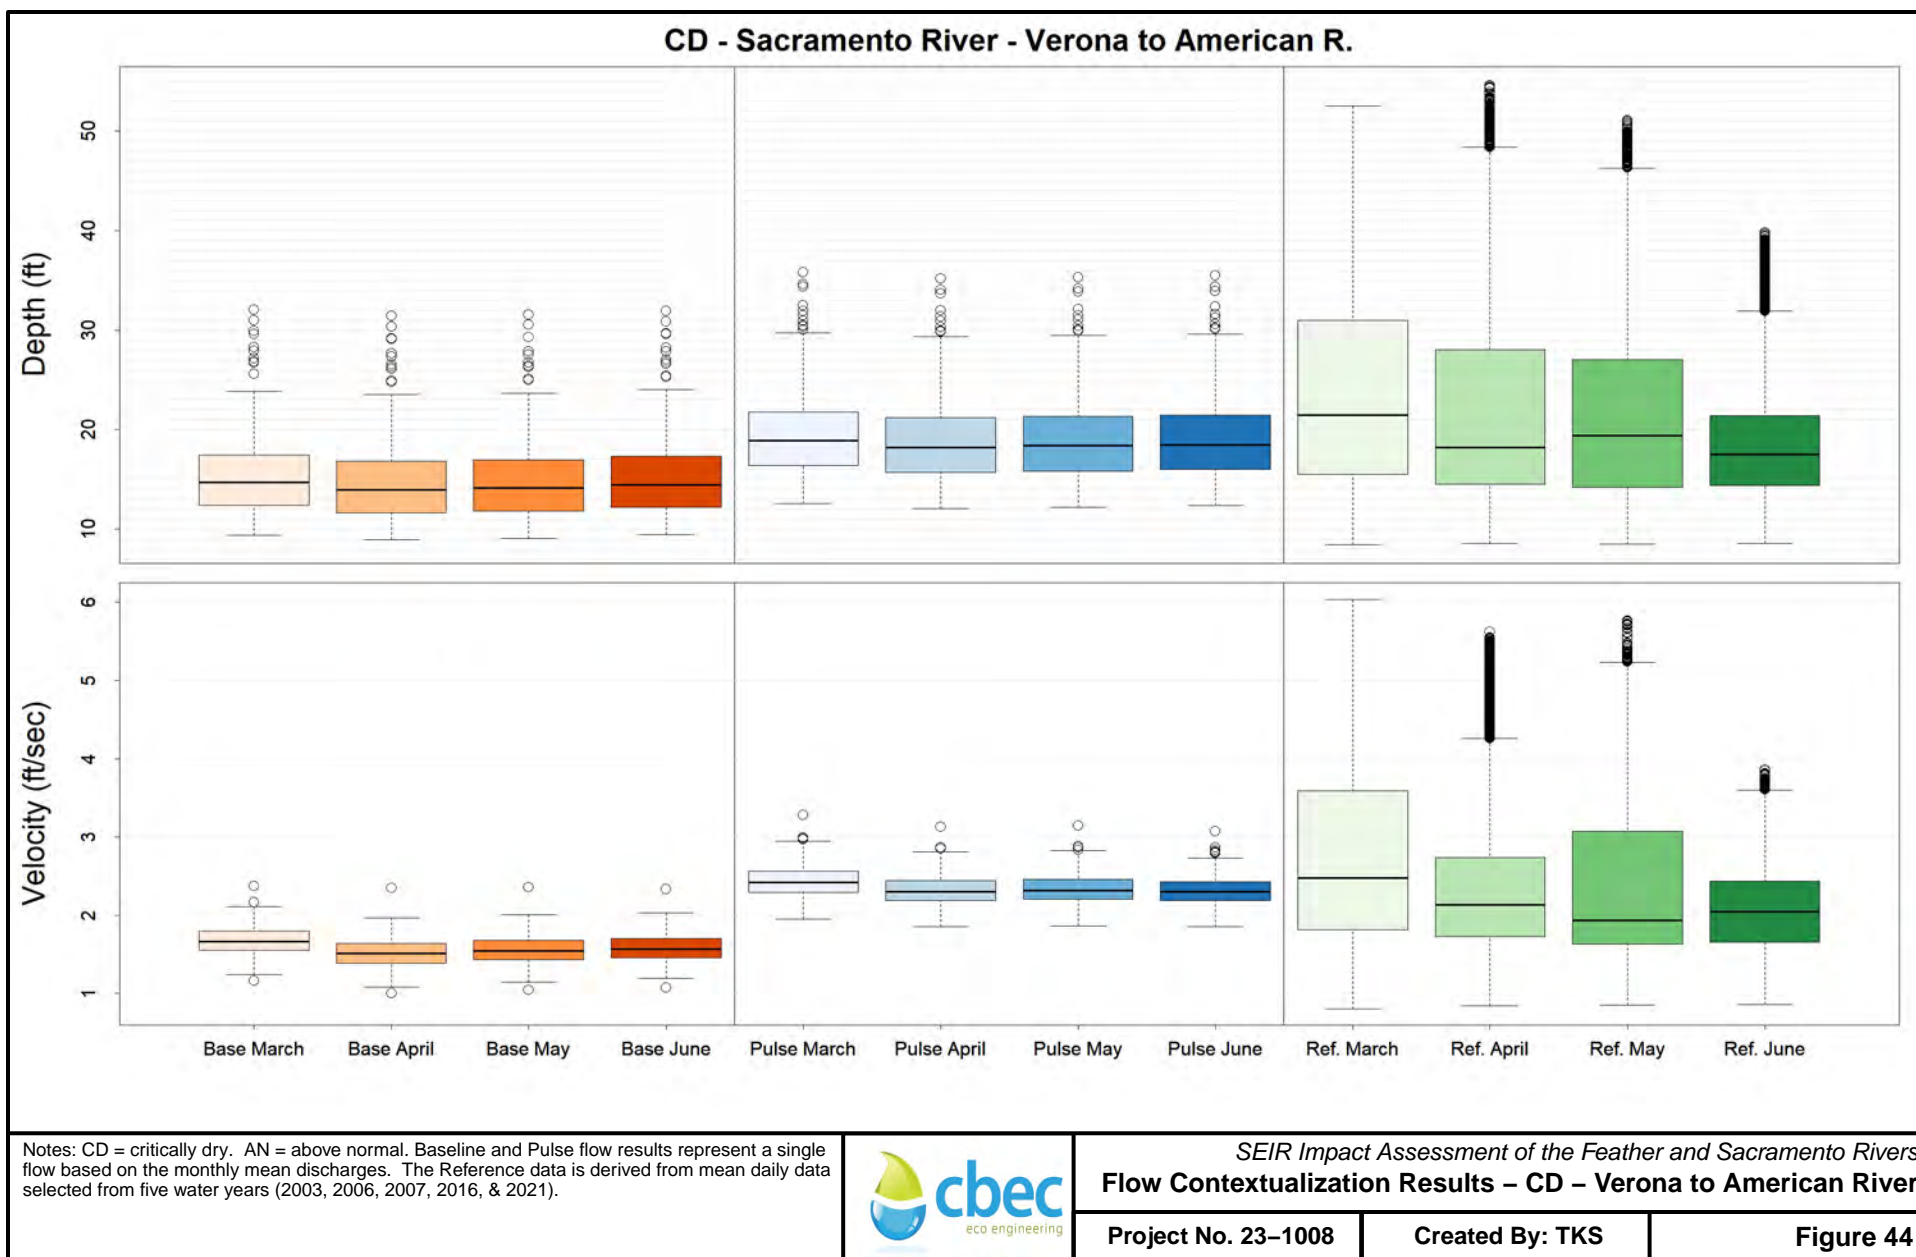 CD - Sacramento River - Verona to American R.
Depth (ft)
50
40
30
20
10
Velocity (ft/sec)
6
5
4
3
2
1
Base March Base April Base May Base June Pulse March Pulse April Pulse May Pulse June Ref. March Ref. April Ref. May Ref. June
Notes: CD = critically dry. AN = above normal. Baseline and Pulse flow results represent a single
flow based on the monthly mean discharges. The Reference data is derived from mean daily data
selected from five water years (2003, 2006, 2007, 2016, & 2021).
cbec
eco engineering
SEIR Impact Assessment of the Feather and Sacramento Rivers
Flow Contextualization Results – CD – Verona to American River
Project No. 23–1008
Created By: TKS
Figure 44